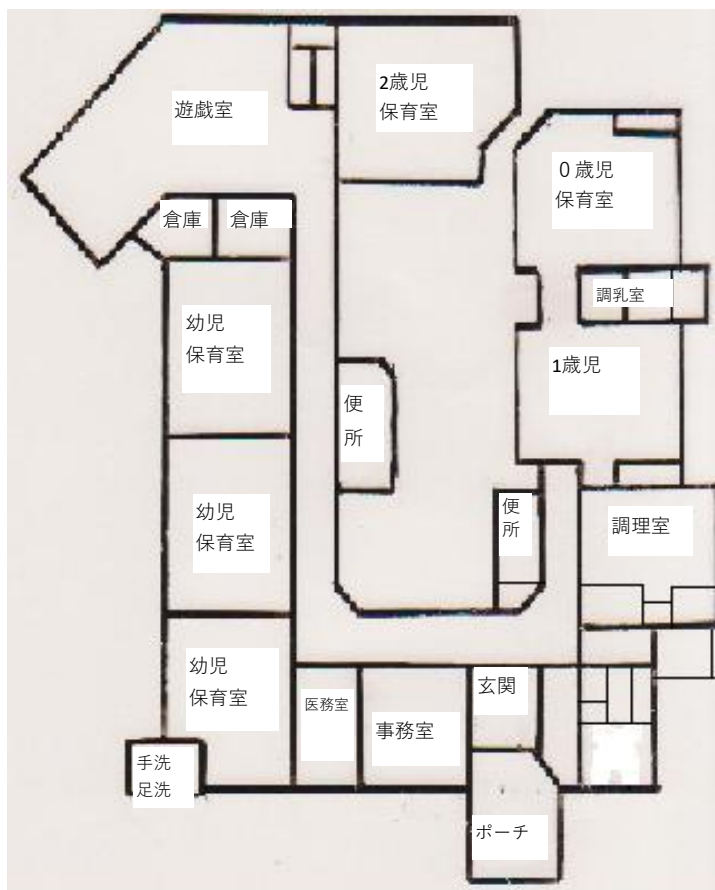 遊戯室
2歳児
保育室
０歳児
保育室
倉庫
倉庫
調乳室
幼児
保育室
1歳児
便
所
幼児
保育室
便
所
調理室
幼児
保育室
医務室
事務室
玄関
手洗
足洗
ポーチ